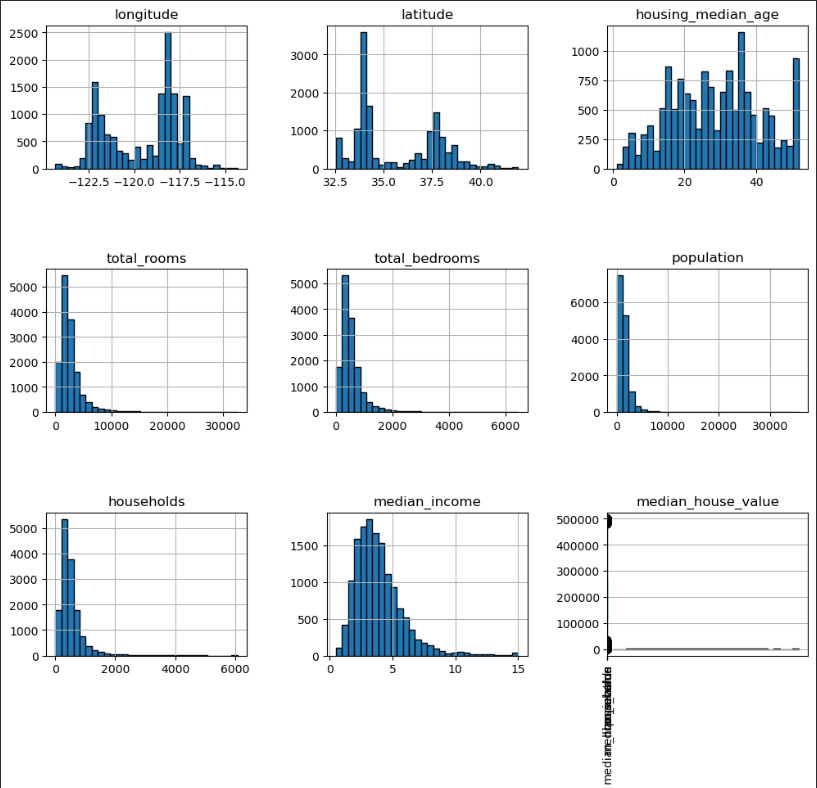 longitude
2500
2000
1500
1000
500
0
−122.5 −120.0 −117.5 −115.0
latitude
3000
2000
1000
0
32.5 35.0 37.5 40.0
housing_median_age
1000
750
500
250
0
0 20 40
total_rooms
5000
4000
3000
2000
1000
0
0 10000 20000 30000
total_bedrooms
5000
4000
3000
2000
1000
0
0 2000 4000 6000
population
6000
4000
2000
0
0 10000 20000 30000
households
5000
4000
3000
2000
1000
0
0 2000 4000 6000
median_income
1500
1000
500
0
0 5 10 15
median_house_value
500000
400000
300000
200000
100000
0